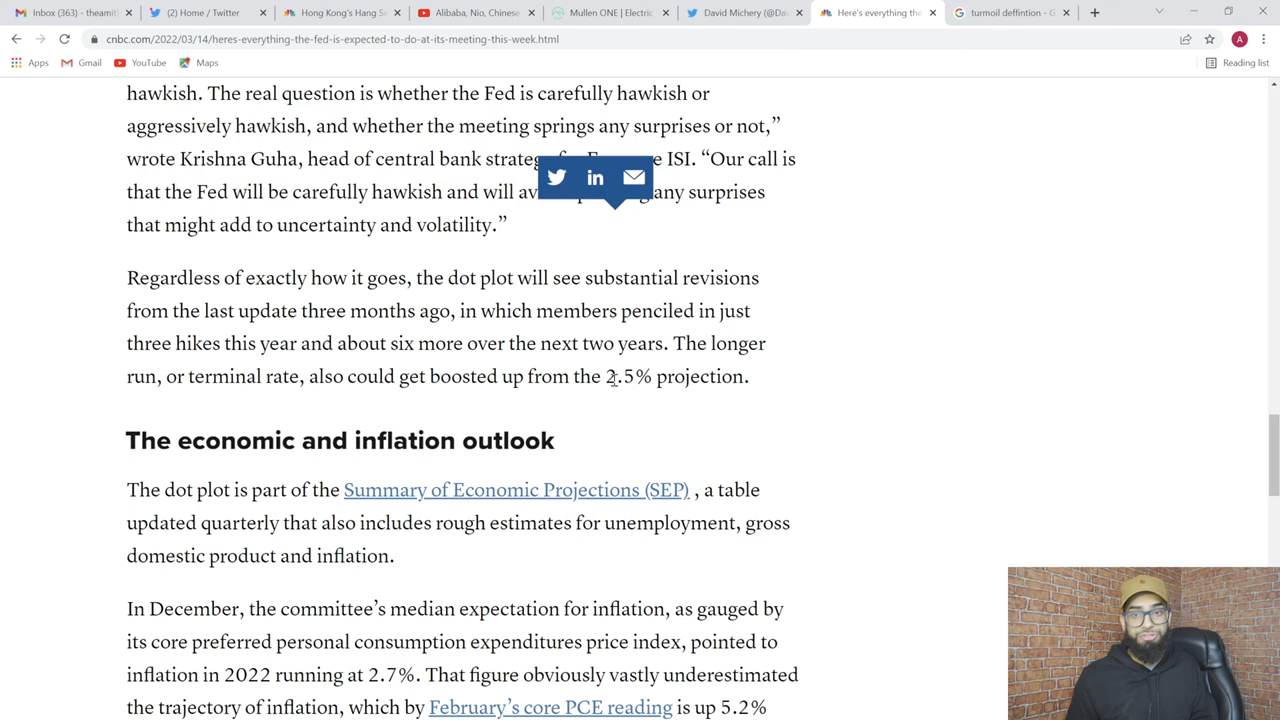 Inbox (363) - theamith
(2) Home / Twitter
Hong Kong's Hang Se
Alibaba, Nio, Chinese
Mullen ONE | Electric
David Michery (@Dav
Here's everything the
turmoil deffintion - G
cnbc.com/2022/03/14/heres-everything-the-fed-is-expected-to-do-at-its-meeting-this-week.html
A
Apps
Gmail
YouTube
Maps
Reading list
hawkish. The real question is whether the Fed is carefully hawkish or
aggressively hawkish, and whether the meeting springs any surprises or not,”
wrote Krishna Guha, head of central bank strateg e ISI. “Our call is
that the Fed will be carefully hawkish and will av any surprises
that might add to uncertainty and volatility.”
in
Regardless of exactly how it goes, the dot plot will see substantial revisions
from the last update three months ago, in which members penciled in just
three hikes this year and about six more over the next two years. The longer
run, or terminal rate, also could get boosted up from the 2.5% projection.
The economic and inflation outlook
The dot plot is part of the Summary of Economic Projections (SEP) , a table
updated quarterly that also includes rough estimates for unemployment, gross
domestic product and inflation.
In December, the committee’s median expectation for inflation, as gauged by
its core preferred personal consumption expenditures price index, pointed to
inflation in 2022 running at 2.7%. That figure obviously vastly underestimated
the trajectory of inflation, which by February’s core PCE reading is up 5.2%